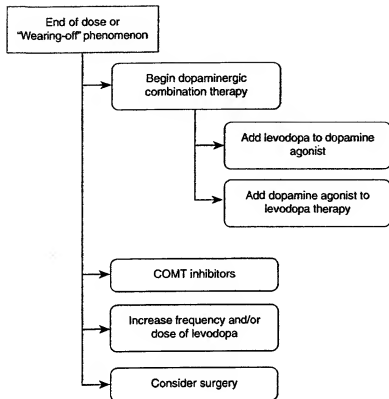 End of dose or
"Wearing-off" phenomenon
Begin dopaminergic
combination therapy
Add levodopa to dopamine
agonist
Add dopamine agonist to
levodopa therapy
COMT inhibitors
Increase frequency and/or
dose of levodopa
Consider surgery